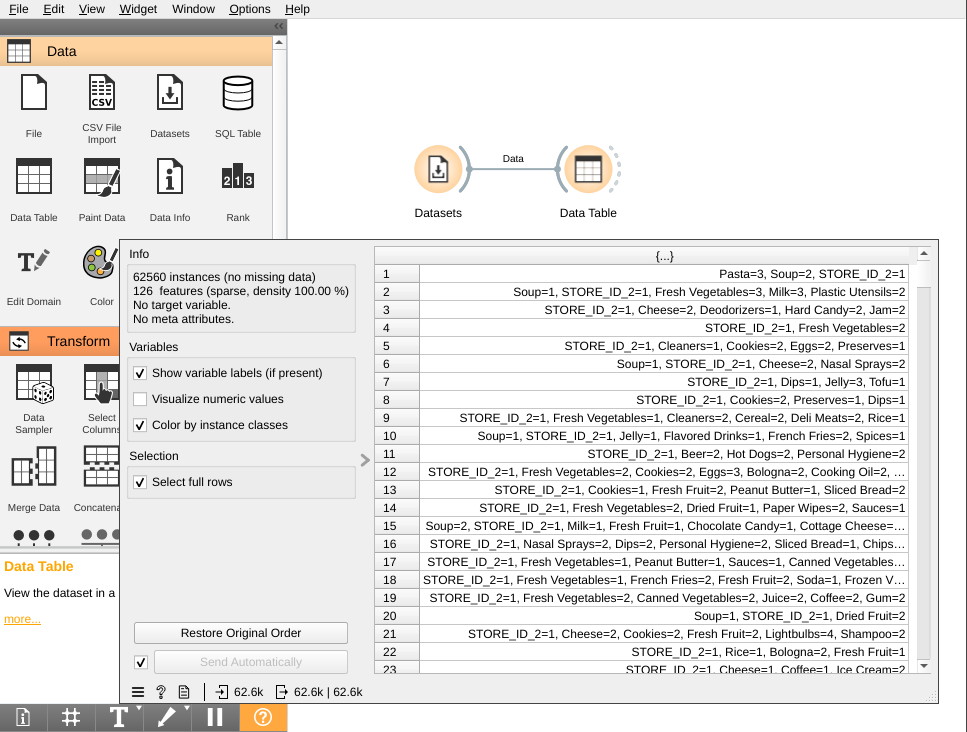 File Edit View Widget Window Options Help
Data
File
CSV File
Import
Datasets
SQL Table
Data Table
Paint Data
Data Info
Rank
Edit Domain
Color
Transform
Data
Sampler
Select
Columns
Merge Data
Concatena
Data Table
View the dataset in a
more...
Data
Datasets
Data Table
Info
62560 instances (no missing data)
126 features (sparse, density 100.00 %)
No target variable.
No meta attributes.
Variables
Show variable labels (if present)
Visualize numeric values
Color by instance classes
Selection
Select full rows
Restore Original Order
Send Automatically
62.6k
62.6k | 62.6k
{...}
1 Pasta=3, Soup=2, STORE_ID_2=1
2 Soup=1, STORE_ID_2=1, Fresh Vegetables=3, Milk=3, Plastic Utensils=2
3 STORE_ID_2=1, Cheese=2, Deodorizers=1, Hard Candy=2, Jam=2
4 STORE_ID_2=1, Fresh Vegetables=2
5 STORE_ID_2=1, Cleaners=1, Cookies=2, Eggs=2, Preserves=1
6 Soup=1, STORE_ID_2=1, Cheese=2, Nasal Sprays=2
7 STORE_ID_2=1, Dips=1, Jelly=3, Tofu=1
8 STORE_ID_2=1, Cookies=2, Preserves=1, Dips=1
9 STORE_ID_2=1, Fresh Vegetables=1, Cleaners=2, Cereal=2, Deli Meats=2, Rice=1
10 Soup=1, STORE_ID_2=1, Jelly=1, Flavored Drinks=1, French Fries=2, Spices=1
11 STORE_ID_2=1, Beer=2, Hot Dogs=2, Personal Hygiene=2
12 STORE_ID_2=1, Fresh Vegetables=2, Cookies=2, Eggs=3, Bologna=2, Cooking Oil=2, ...
13 STORE_ID_2=1, Cookies=1, Fresh Fruit=2, Peanut Butter=1, Sliced Bread=2
14 STORE_ID_2=1, Fresh Vegetables=2, Dried Fruit=1, Paper Wipes=2, Sauces=1
15 Soup=2, STORE_ID_2=1, Milk=1, Fresh Fruit=1, Chocolate Candy=1, Cottage Cheese=...
16 STORE_ID_2=1, Nasal Sprays=2, Dips=2, Personal Hygiene=2, Sliced Bread=1, Chips...
17 STORE_ID_2=1, Fresh Vegetables=1, Peanut Butter=1, Sauces=1, Canned Vegetables...
18 STORE_ID_2=1, Fresh Vegetables=1, French Fries=2, Fresh Fruit=2, Soda=1, Frozen V...
19 STORE_ID_2=1, Fresh Vegetables=2, Canned Vegetables=2, Juice=2, Coffee=2, Gum=2
20 Soup=1, STORE_ID_2=1, Dried Fruit=2
21 STORE_ID_2=1, Cheese=2, Cookies=2, Fresh Fruit=2, Lightbulbs=4, Shampoo=2
22 STORE_ID_2=1, Rice=1, Bologna=2, Fresh Fruit=1
23 STORE_ID_2=1, Cheese=1, Coffee=1, Ice Cream=2